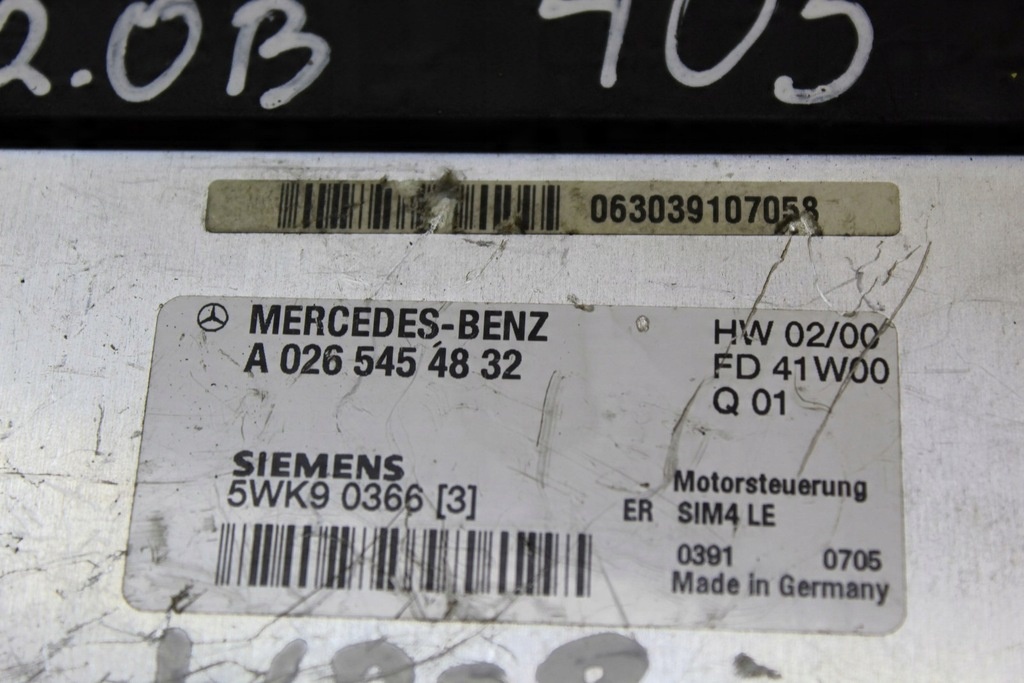 2.0B 405
063039107058
MERCEDES-BENZ
A 026 545 48 32
HW 02/00
FD 41W00
Q 01
SIEMENS
5WK9 0366 [3]
Motorsteuerung
ER SIM4 LE
0391 0705
Made in Germany